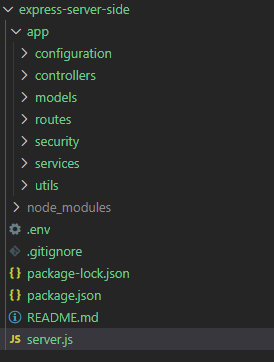 express-server-side
app
configuration
controllers
models
routes
security
services
utils
node_modules
.env
.gitignore
{} package-lock.json
{} package.json
README.md
JS server.js